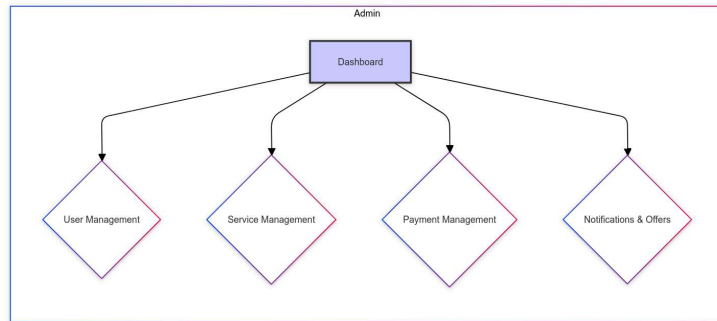 Admin
Dashboard
User Management
Service Management
Payment Management
Notifications & Offers